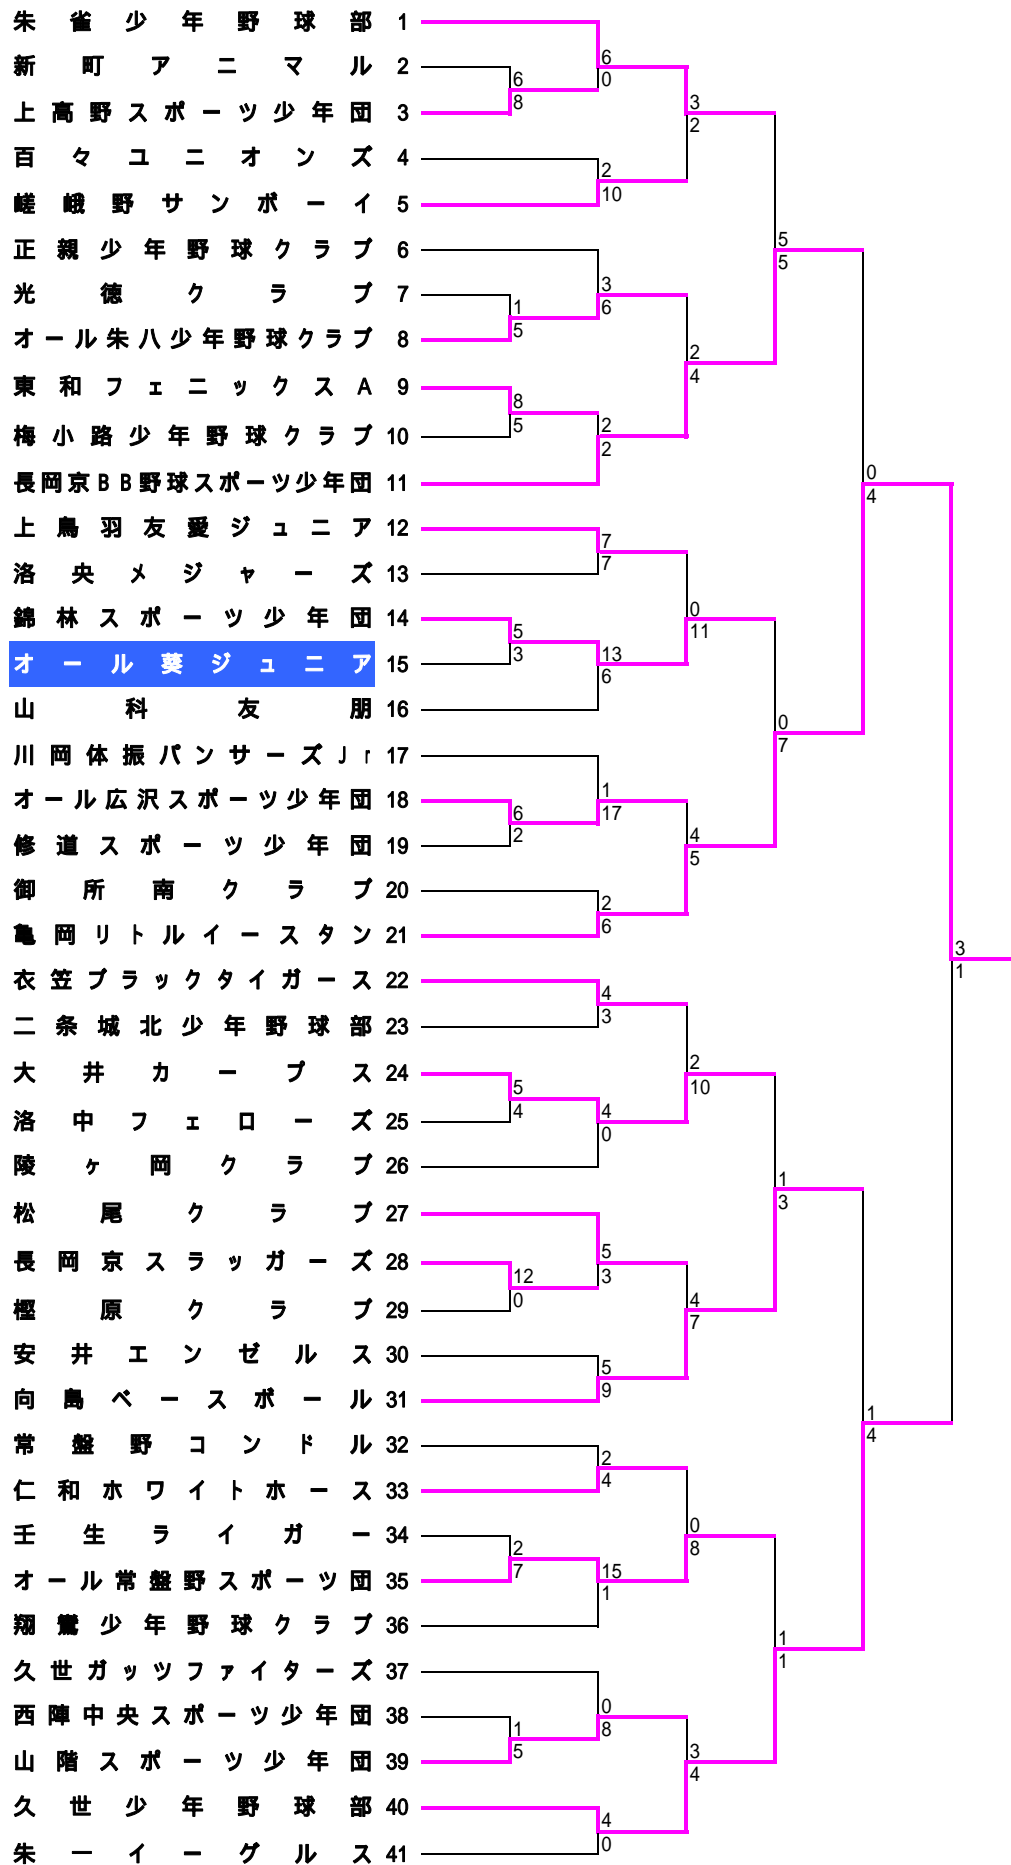 朱雀少年野球部 1
6
新町アニマル 2
6 0
8 3
上高野スポーツ少年団 3
2
百々ユニオンズ 4
2
10
嵯峨野サンボーイ 5
5
正親少年野球クラブ 6
5
3
光徳クラブ 7
1 6
5
オール朱八少年野球クラブ 8
2
4
東和フェニックスA 9
8
5 2
梅小路少年野球クラブ 10
2
0
長岡京BB野球スポーツ少年団 11
4
上鳥羽友愛ジュニア 12
7
7
洛央メジャーズ 13
0
錦林スポーツ少年団 14
5 11
3 13
オール葵ジュニア 15
6
山科友朋 16
0
7
川岡体振パンサーズJr 17
1
オール広沢スポーツ少年団 18
6 17
2 4
修道スポーツ少年団 19
5
御所南クラブ 20
2
6
亀岡リトルイースタン 21
3
1
衣笠ブラックタイガース 22
4
3
二条城北少年野球部 23
2
大井カープス 24
5 10
4 4
洛中フェローズ 25
0
陵ヶ岡クラブ 26
1
3
松尾クラブ 27
5
長岡京スラッガーズ 28
12 3
0 4
樫原クラブ 29
7
安井エンゼルス 30
5
9
向島ベースボール 31
1
4
常盤野コンドル 32
2
4
仁和ホワイトホース 33
0
壬生ライガー 34
2 8
7 15
オール常盤野スポーツ団 35
1
翔鸞少年野球クラブ 36
1
1
久世ガッツファイターズ 37
0
西陣中央スポーツ少年団 38
1 8
5 3
山階スポーツ少年団 39
4
久世少年野球部 40
4
0
朱一イーグルス 41